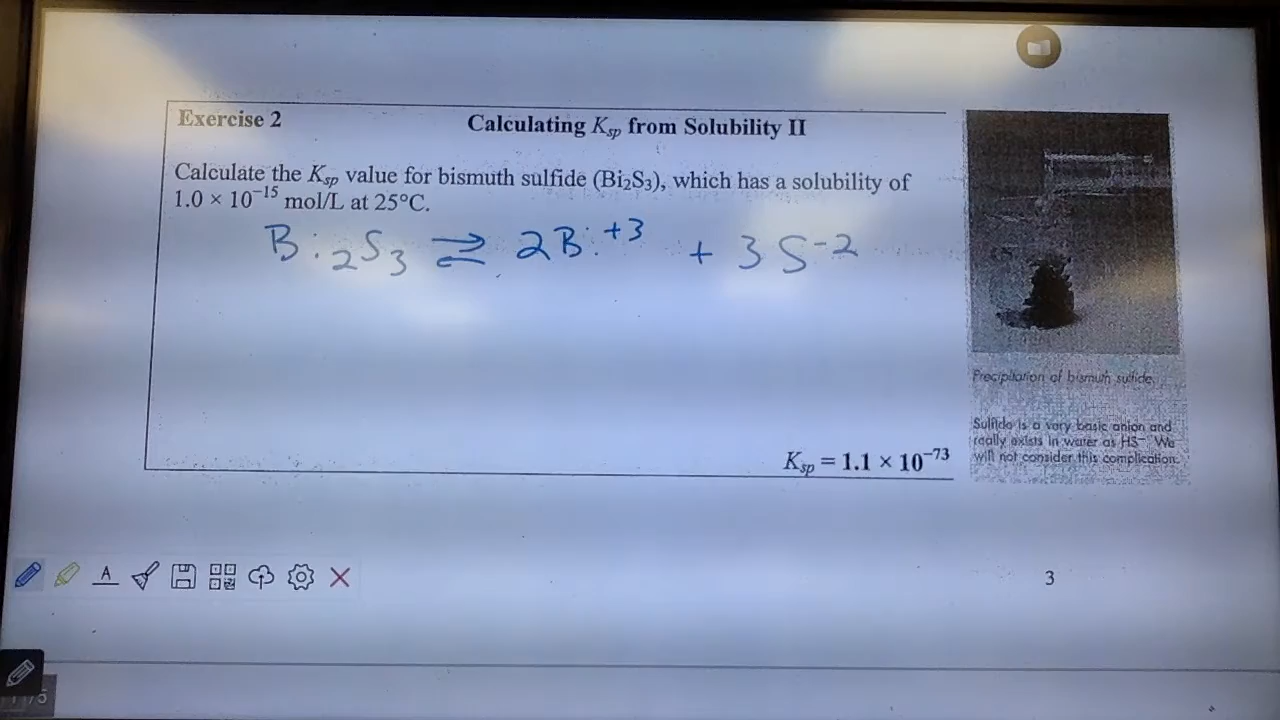 Exercise 2
Calculating Ksp from Solubility II
Calculate the Ksp value for bismuth sulfide (Bi₂S₃), which has a solubility of
1.0 × 10⁻¹⁵ mol/L at 25°C.
Bi₂S₃ ⇌ 2Bi⁺³ + 3S⁻²
Ksp = 1.1 × 10⁻⁷³
Precipitation of bismuth sulfide.
Sulfide is a very basic anion and
really exists in water as HS⁻. We
will not consider this complication.
A
3